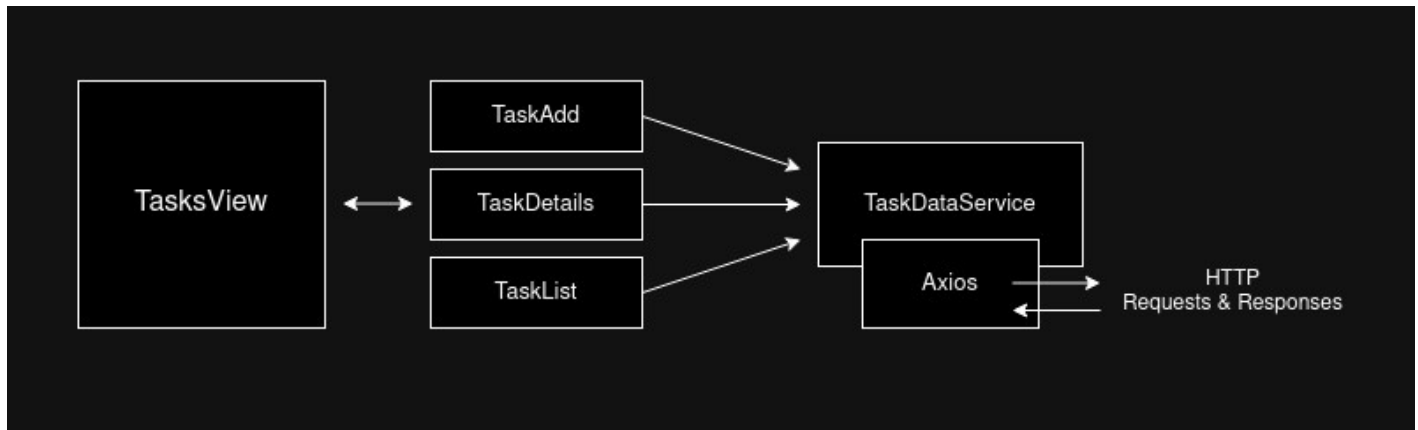 TasksView
TaskAdd
TaskDetails
TaskList
TaskDataService
Axios
HTTP
Requests & Responses